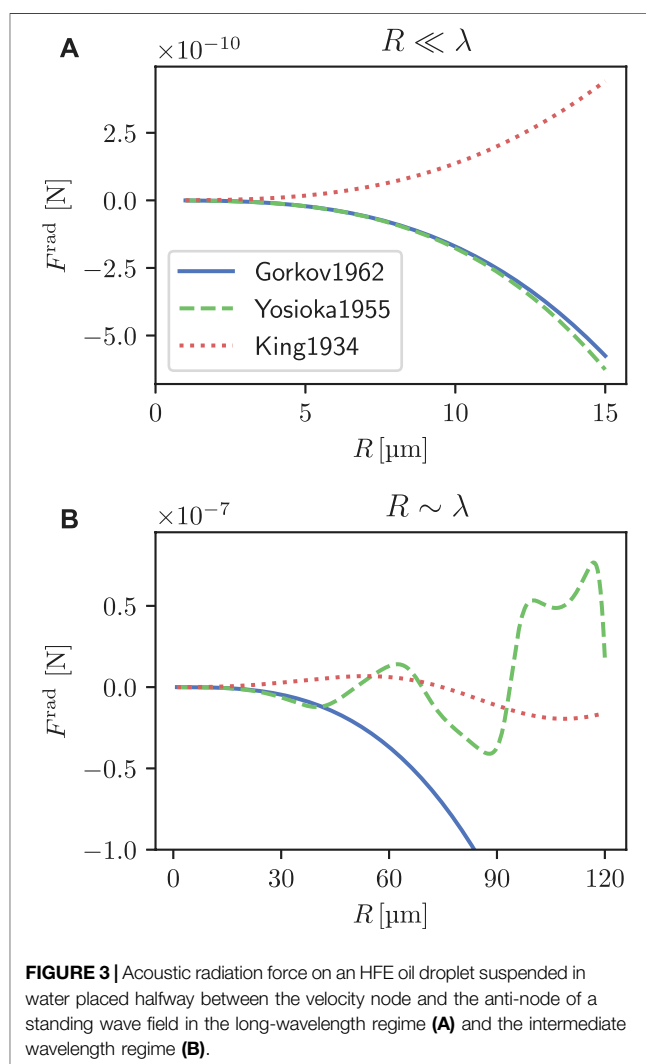 A
R ≪ λ
×10⁻¹⁰
2.5
0.0
−2.5
−5.0
F^rad [N]
Gorkov1962
Yosioka1955
King1934
0 5 10 15
R [µm]
B
R ∼ λ
×10⁻⁷
0.5
0.0
−0.5
−1.0
F^rad [N]
0 30 60 90 120
R [µm]
FIGURE 3 | Acoustic radiation force on an HFE oil droplet suspended in
water placed halfway between the velocity node and the anti-node of a
standing wave field in the long-wavelength regime (A) and the intermediate
wavelength regime (B).